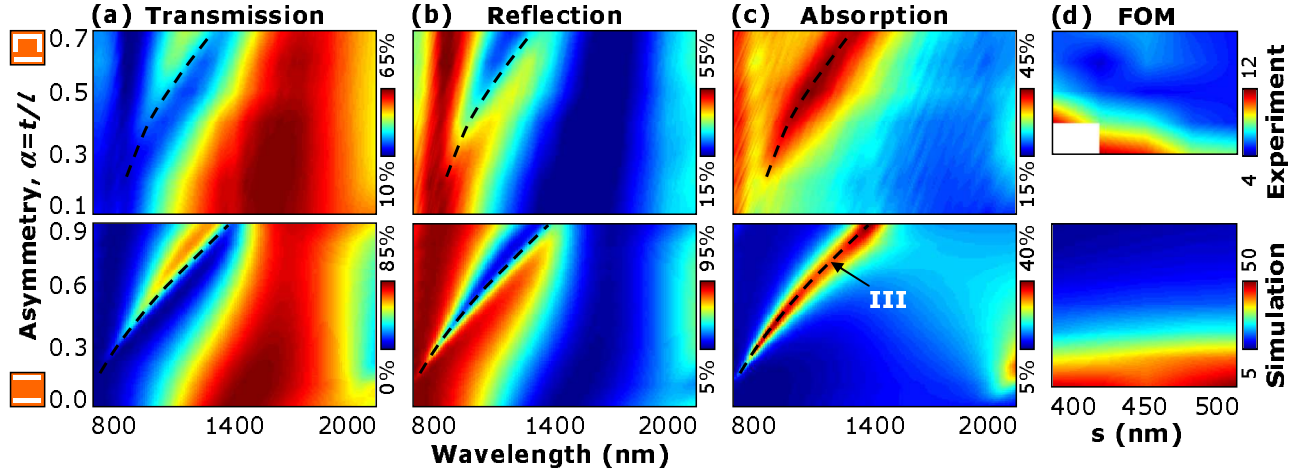 (a) Transmission
(b) Reflection
(c) Absorption
(d) FOM
Asymmetry, α=t/l
0.7
0.5
0.3
0.1
0.9
0.6
0.3
0.0
10% 65%
15% 55%
15% 45%
4 12
Experiment
0% 85%
5% 95%
5% 40%
5 50
Simulation
III
800 1400 2000
800 1400 2000
800 1400 2000
400 450 500
Wavelength (nm)
s (nm)